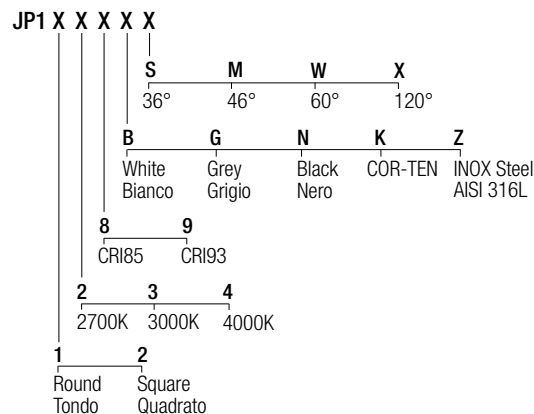 JP1 X X X X X
S M W X
36° 46° 60° 120°
B G N K Z
White Grey Black COR-TEN INOX Steel
Bianco Grigio Nero AISI 316L
8 9
CRI85 CRI93
2 3 4
2700K 3000K 4000K
1 2
Round Square
Tondo Quadrato